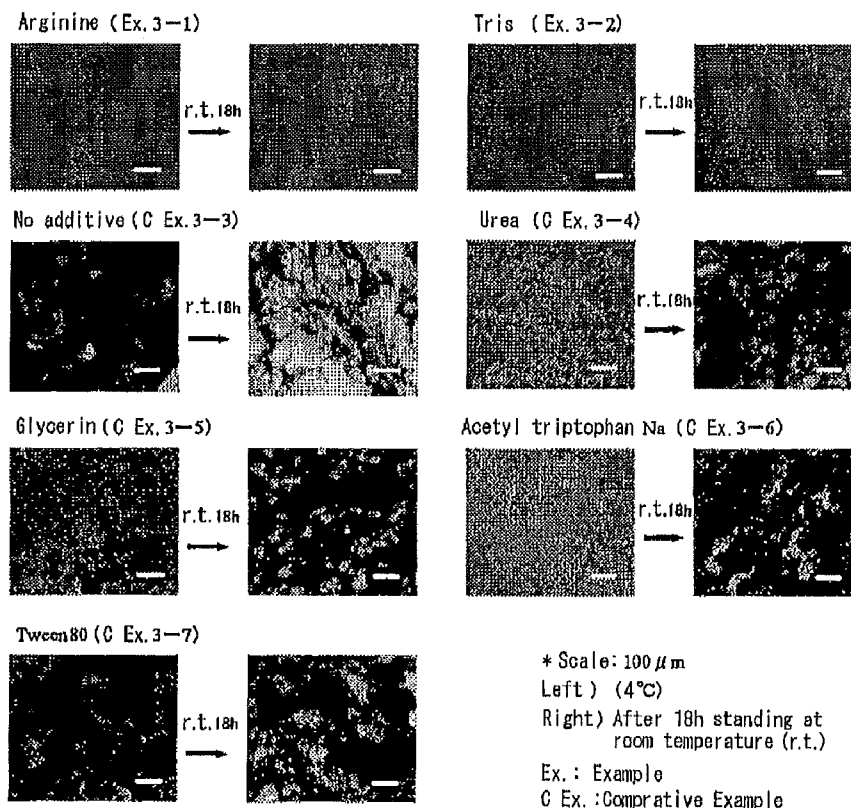 Arginine (Ex. 3-1)
r.t.18h
Tris (Ex. 3-2)
r.t.18h
No additive (C Ex. 3-3)
r.t.18h
Urea (C Ex. 3-4)
r.t.18h
Glycerin (C Ex. 3-5)
r.t.18h
Acetyl triptophan Na (C Ex. 3-6)
r.t.18h
Tween80 (C Ex. 3-7)
r.t.18h
* Scale: 100 μm
Left ) (4℃)
Right) After 18h standing at
room temperature (r.t.)
Ex. : Example
C Ex. :Comprative Example